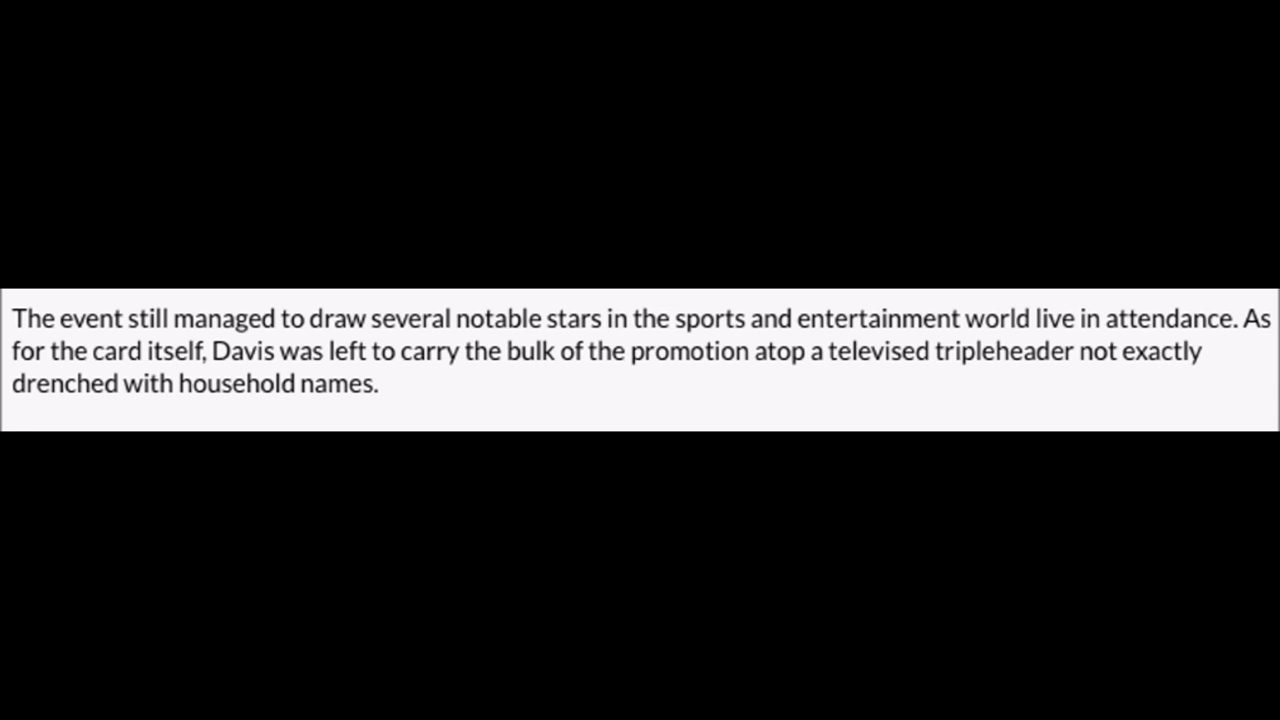 The event still managed to draw several notable stars in the sports and entertainment world live in attendance. As
for the card itself, Davis was left to carry the bulk of the promotion atop a televised tripleheader not exactly
drenched with household names.